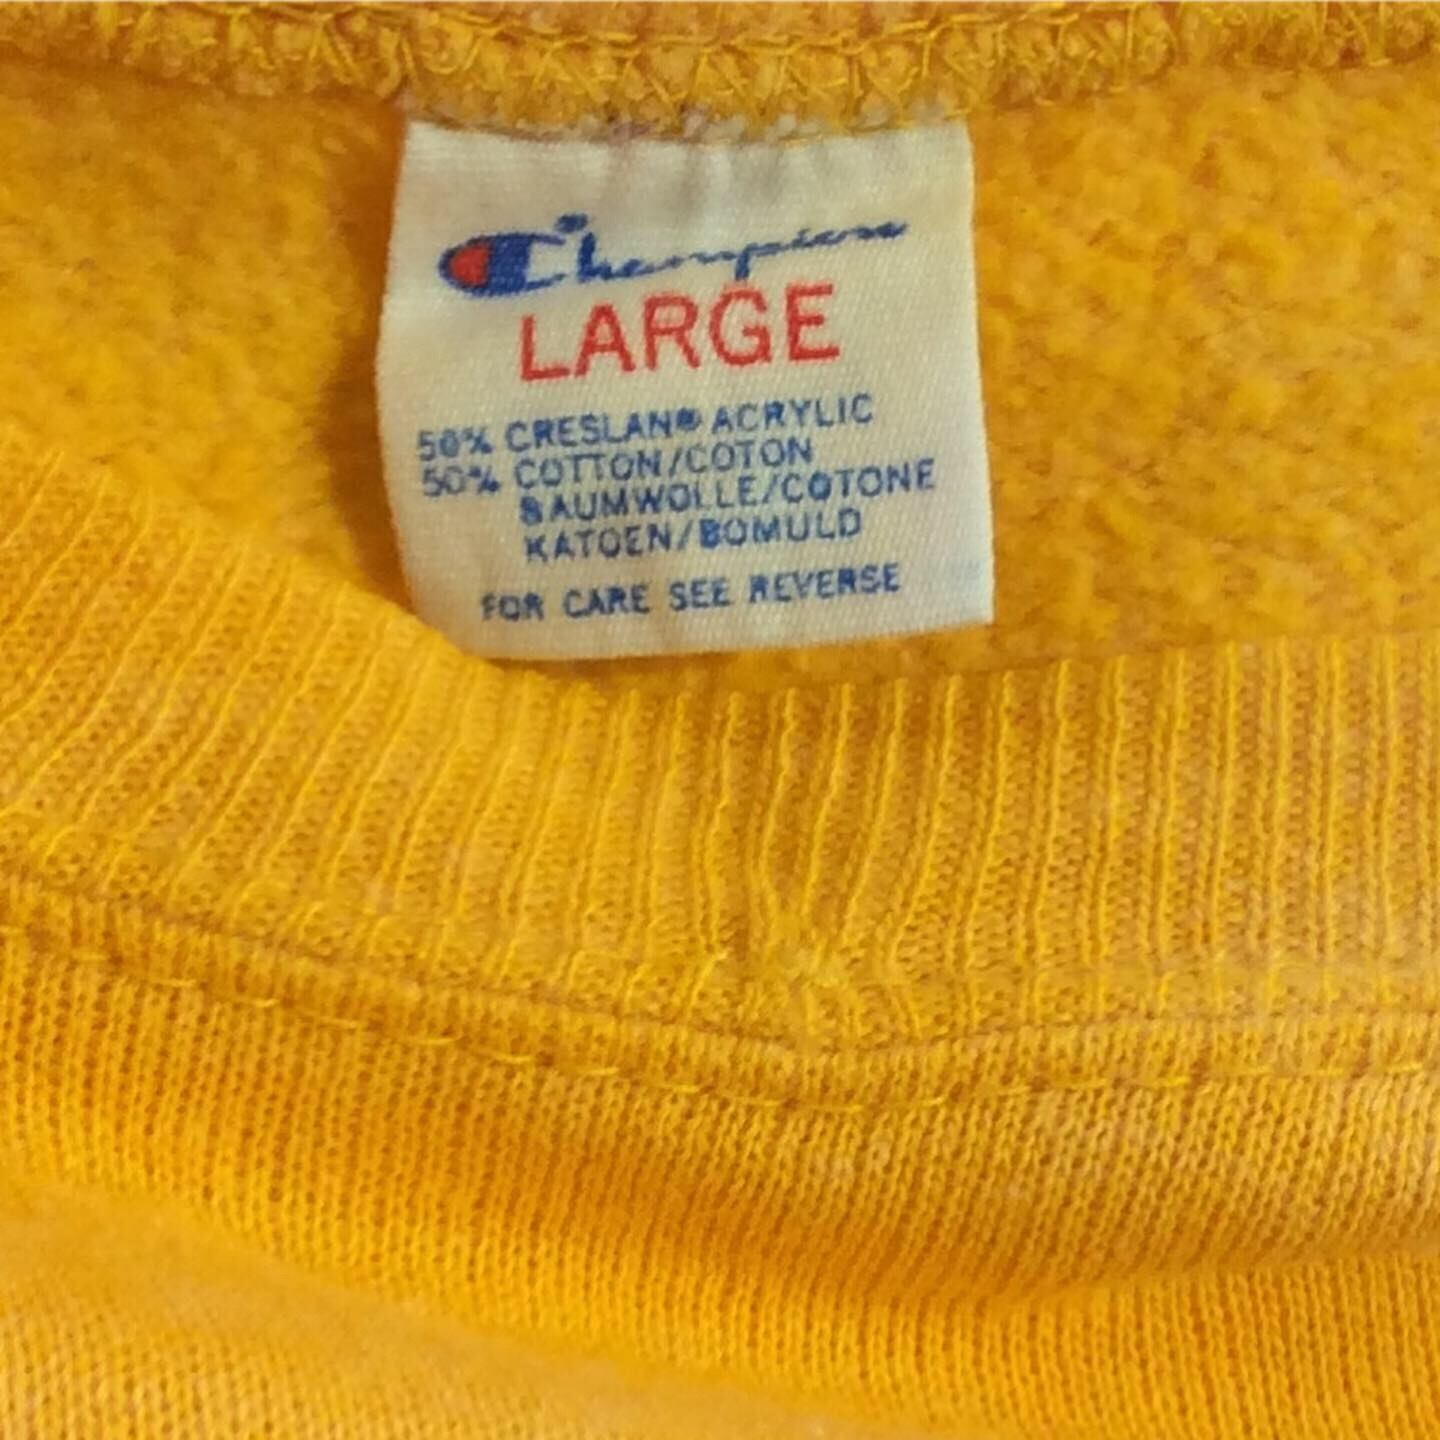 Champion
LARGE
50% CRESLAN® ACRYLIC
50% COTTON/COTON
BAUMWOLLE/COTONE
KATOEN/BOMULD
FOR CARE SEE REVERSE